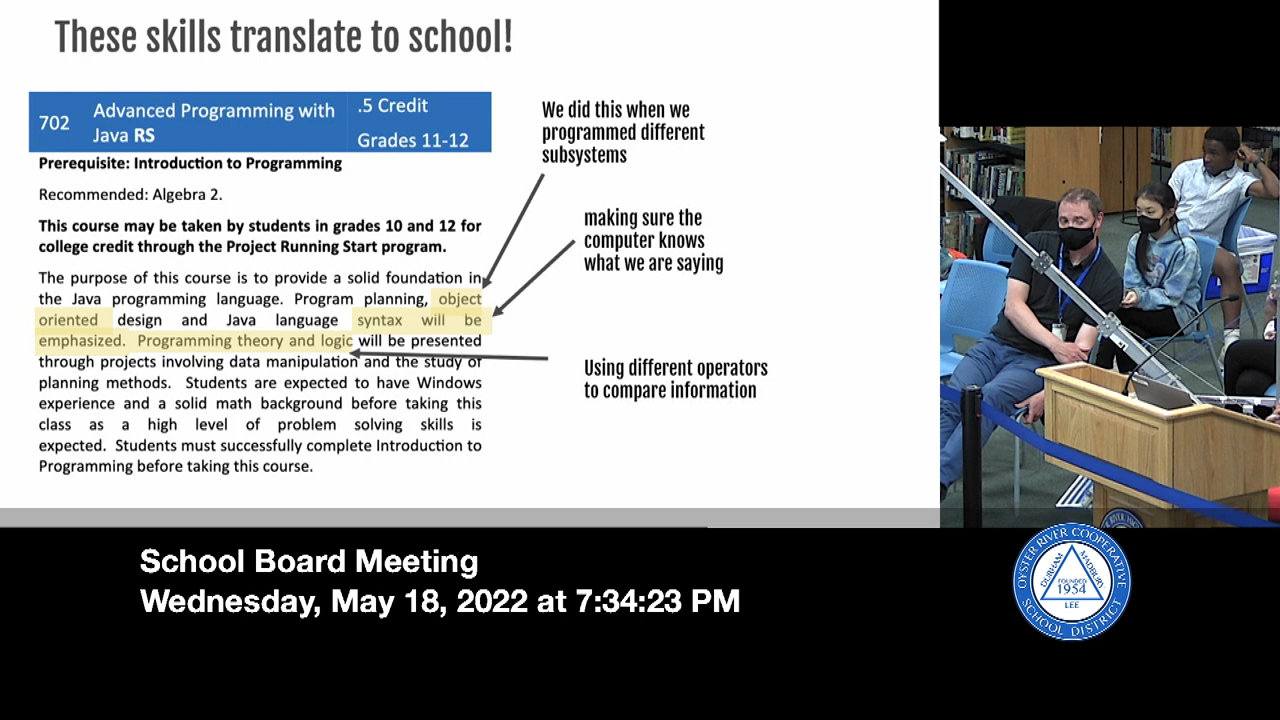 These skills translate to school!
702
Advanced Programming with
Java RS
.5 Credit
Grades 11-12
Prerequisite: Introduction to Programming
Recommended: Algebra 2.
This course may be taken by students in grades 10 and 12 for
college credit through the Project Running Start program.
The purpose of this course is to provide a solid foundation in
the Java programming language. Program planning, object
oriented design and Java language syntax will be
emphasized. Programming theory and logic will be presented
through projects involving data manipulation and the study of
planning methods. Students are expected to have Windows
experience and a solid math background before taking this
class as a high level of problem solving skills is
expected. Students must successfully complete Introduction to
Programming before taking this course.
We did this when we
programmed different
subsystems
making sure the
computer knows
what we are saying
Using different operators
to compare information
School Board Meeting
Wednesday, May 18, 2022 at 7:34:23 PM
OYSTER RIVER COOPERATIVE
SCHOOL DISTRICT
DURHAM
MADBURY
FOUNDED
1954
LEE